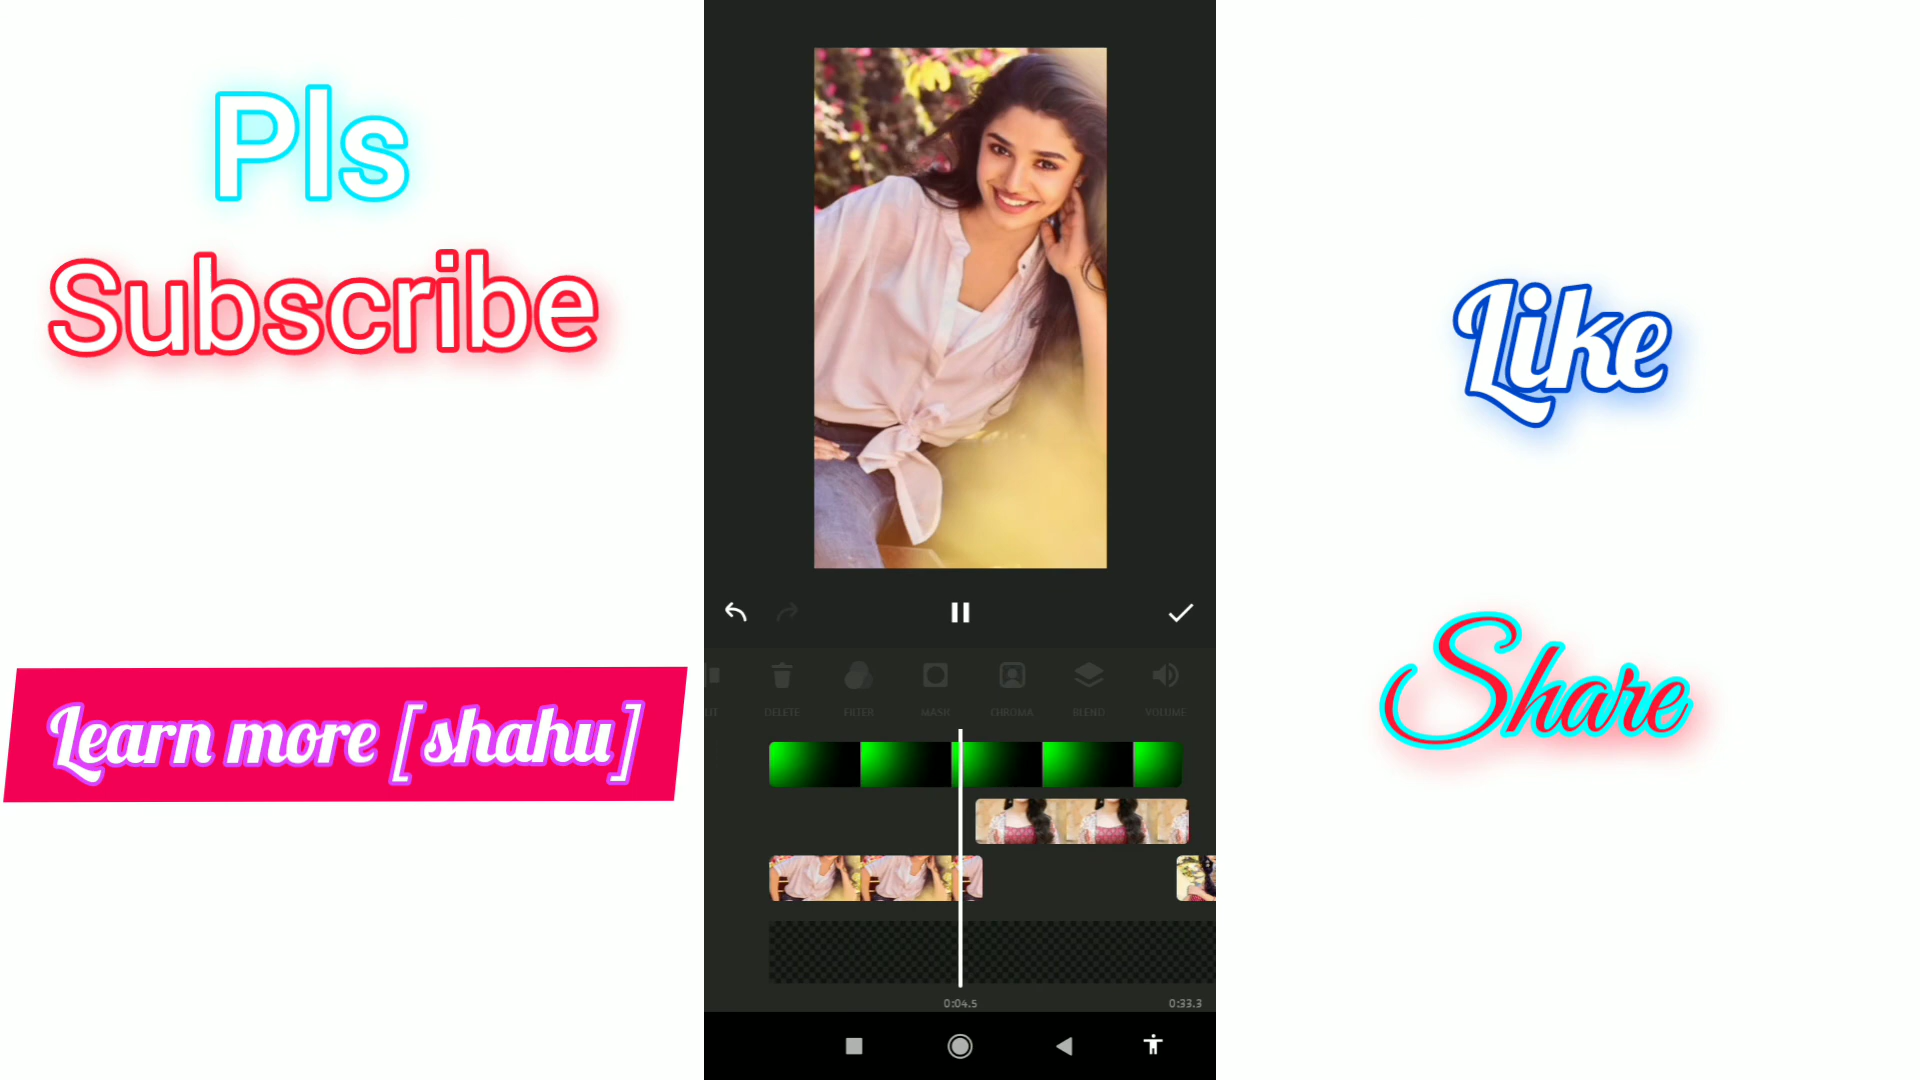 Pls
Subscribe
Learn more [shahu]
Like
Share
LIT DELETE FILTER MASK CHROMA BLEND VOLUME
0:04.5 0:33.3